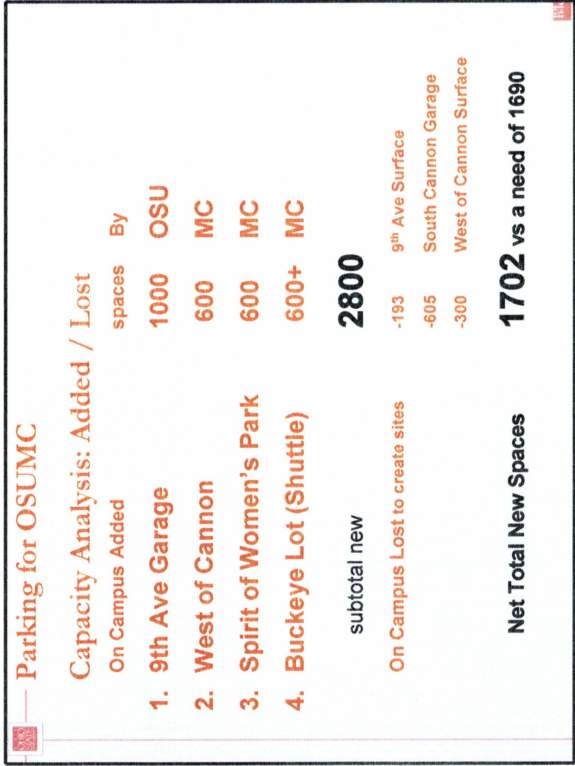 Parking for OSUMC
Capacity Analysis: Added / Lost
On Campus Added spaces By
1. 9th Ave Garage 1000 OSU
2. West of Cannon 600 MC
3. Spirit of Women's Park 600 MC
4. Buckeye Lot (Shuttle) 600+ MC
subtotal new 2800
On Campus Lost to create sites -193 9th Ave Surface
-605 South Cannon Garage
-300 West of Cannon Surface
Net Total New Spaces 1702 vs a need of 1690